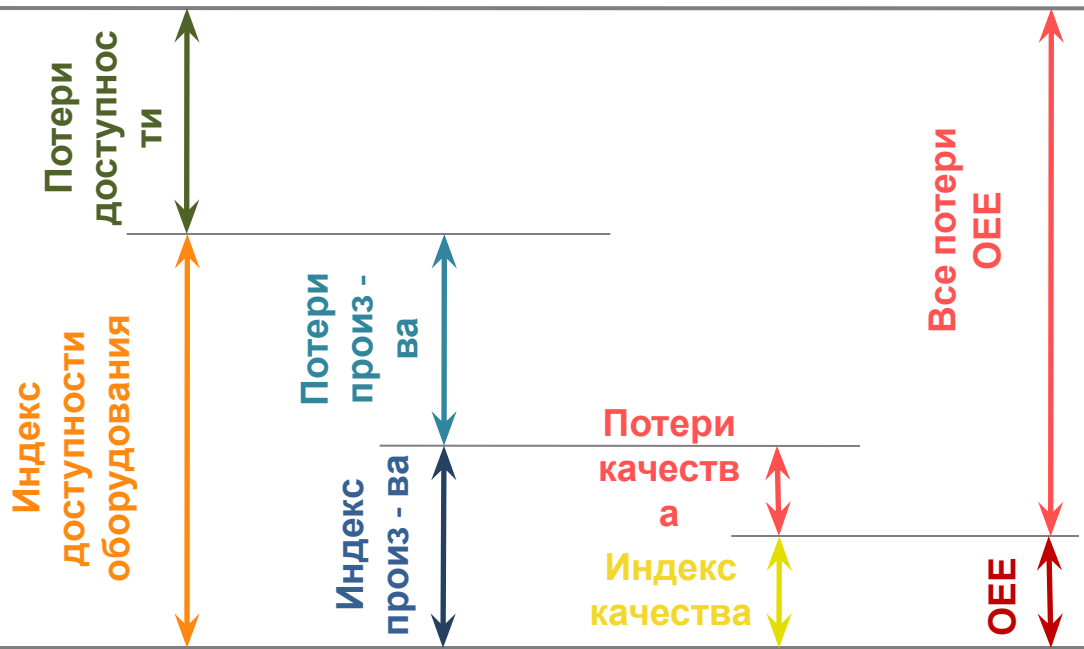 Потери
доступнос
ти
Индекс
доступности
оборудования
Потери
произ -
ва
Индекс
произ - ва
Потери
качеств
а
Индекс
качества
Все потери
OEE
OEE